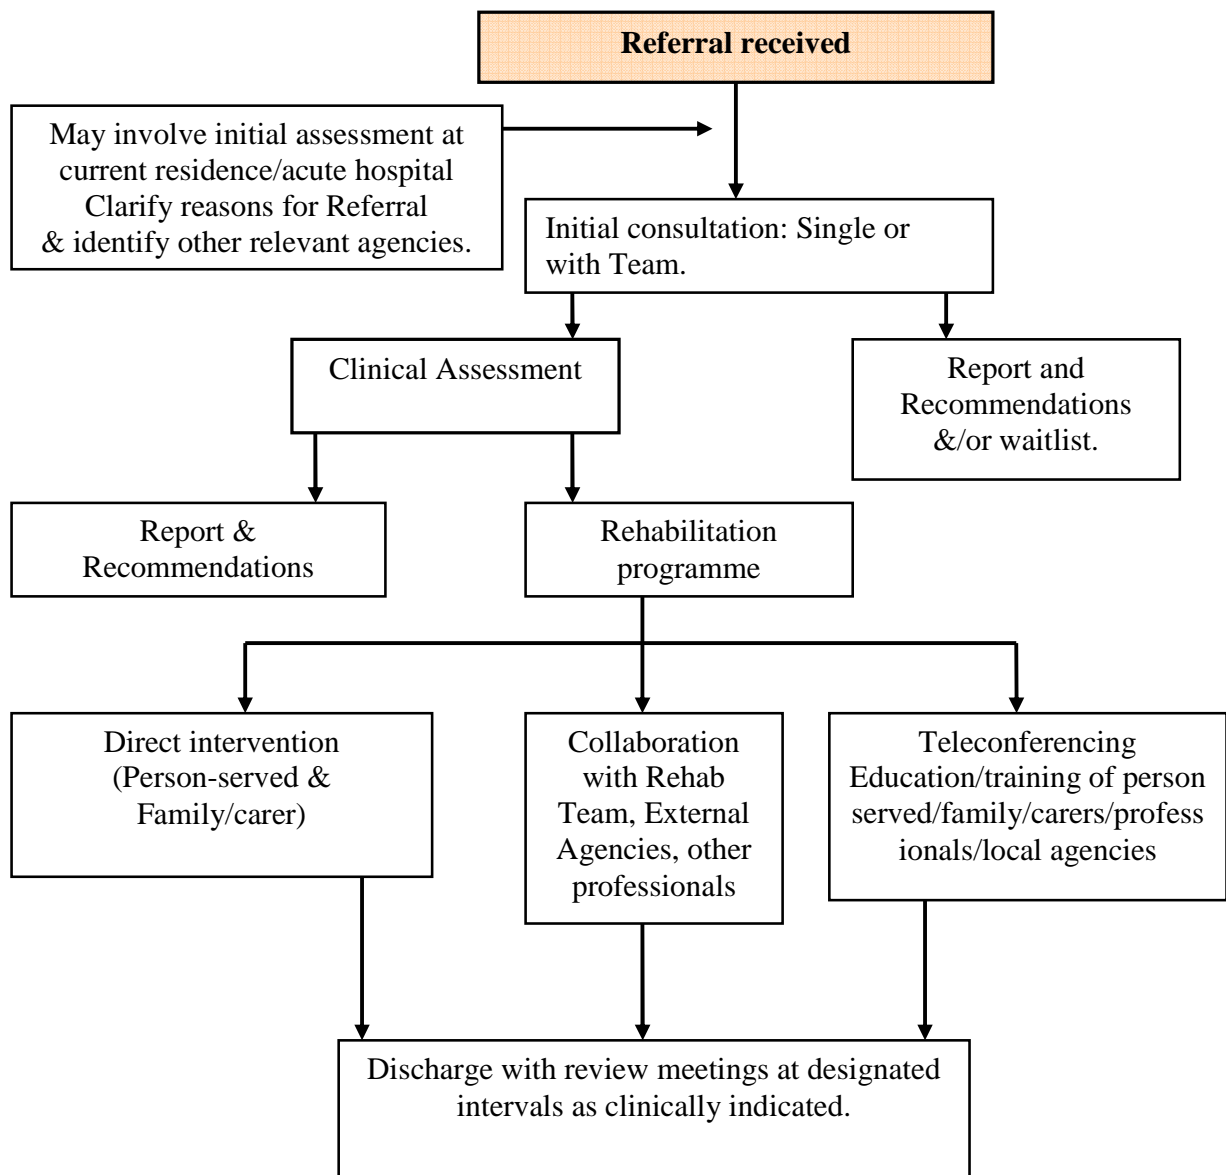 Referral received
May involve initial assessment at
current residence/acute hospital
Clarify reasons for Referral
& identify other relevant agencies.
Initial consultation: Single or
with Team.
Clinical Assessment
Report and
Recommendations
&/or waitlist.
Report &
Recommendations
Rehabilitation
programme
Direct intervention
(Person-served &
Family/carer)
Collaboration
with Rehab
Team, External
Agencies, other
professionals
Teleconferencing
Education/training of person
served/family/carers/profess
ionals/local agencies
Discharge with review meetings at designated
intervals as clinically indicated.